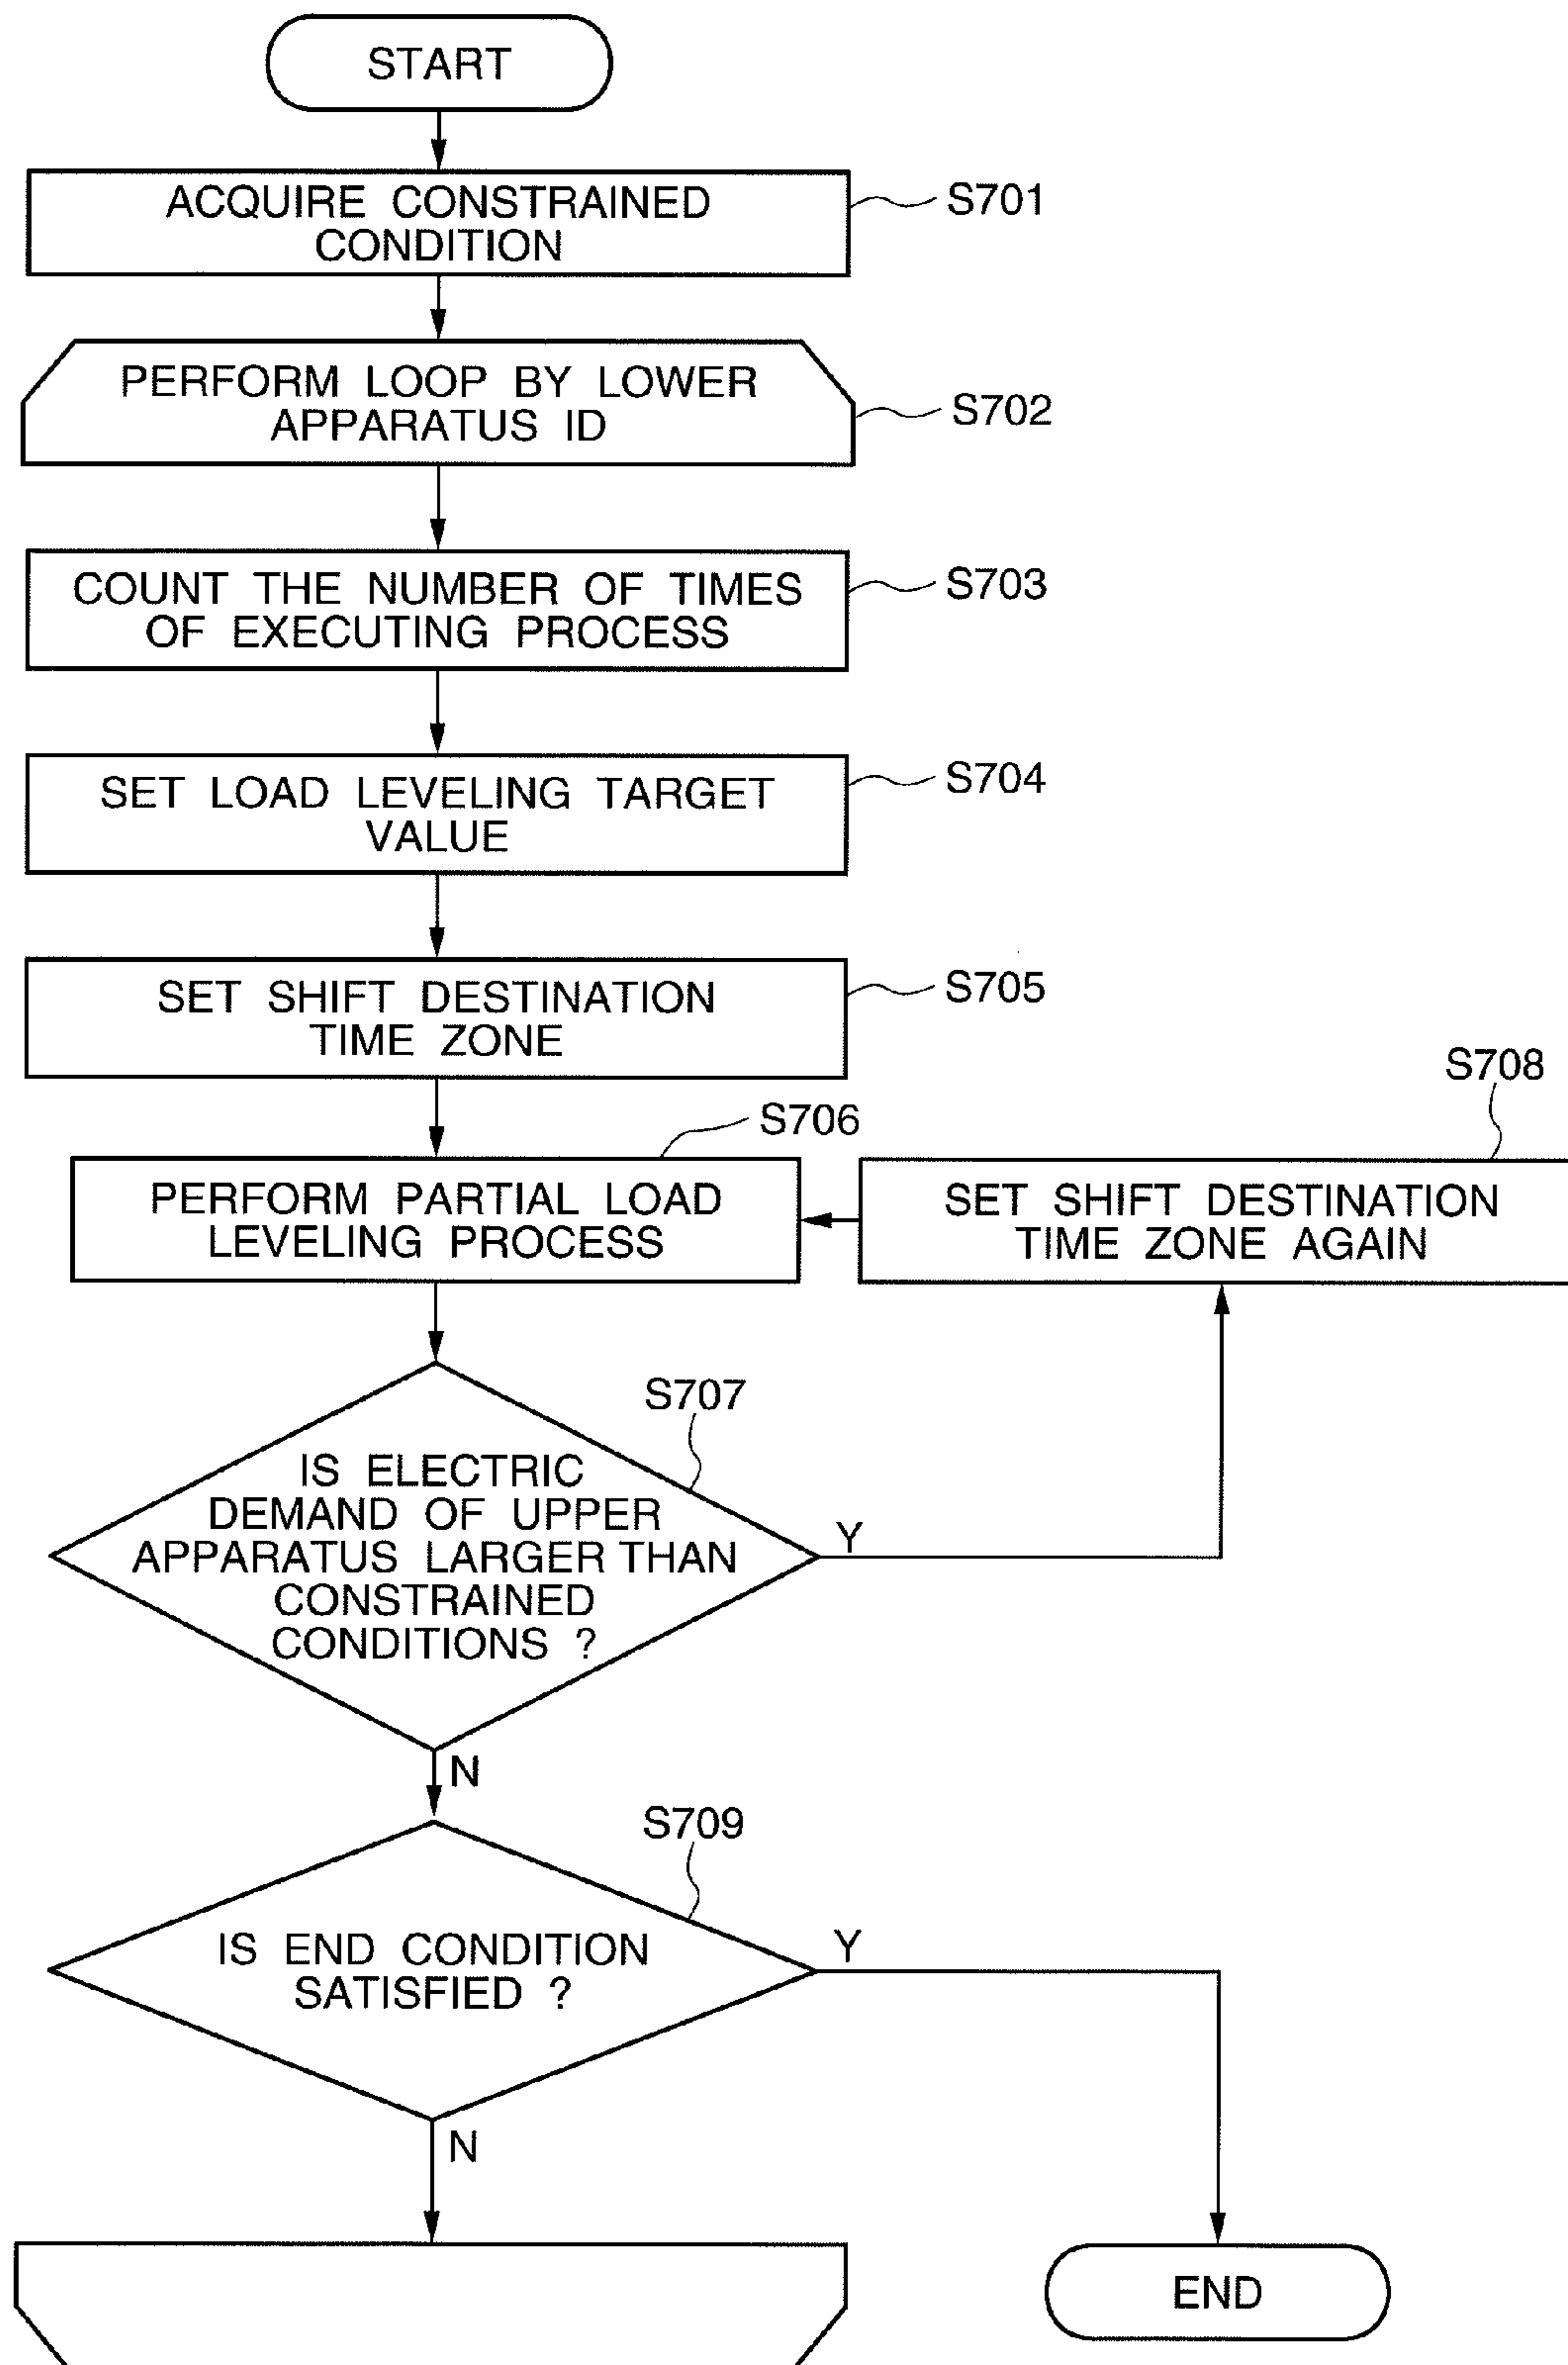 START
ACQUIRE CONSTRAINED
CONDITION
S701
PERFORM LOOP BY LOWER
APPARATUS ID
S702
COUNT THE NUMBER OF TIMES
OF EXECUTING PROCESS
S703
SET LOAD LEVELING TARGET
VALUE
S704
SET SHIFT DESTINATION
TIME ZONE
S705
S706
PERFORM PARTIAL LOAD
LEVELING PROCESS
S708
SET SHIFT DESTINATION
TIME ZONE AGAIN
S707
IS ELECTRIC
DEMAND OF UPPER
APPARATUS LARGER THAN
CONSTRAINED
CONDITIONS ?
Y
N
S709
IS END CONDITION
SATISFIED ?
Y
N
END